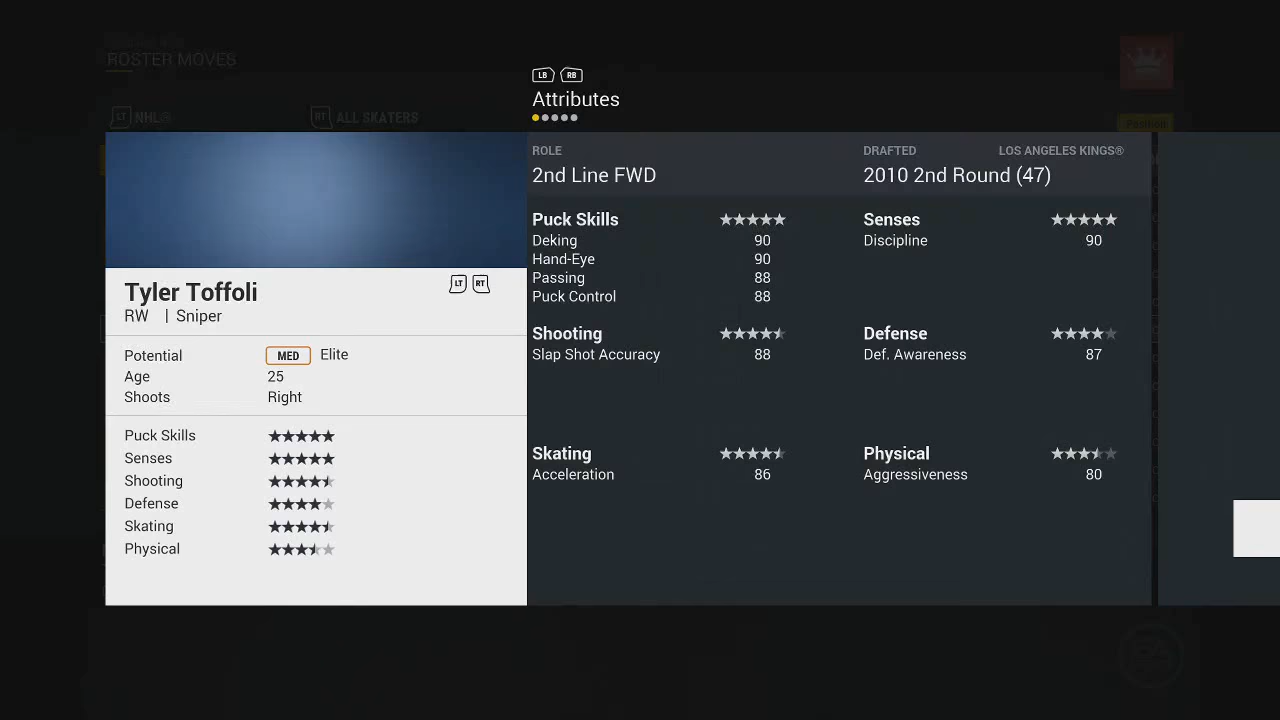 ROSTER MOVES
LB RB
Attributes
LT NHL®
RT ALL SKATERS
Position
ROLE
2nd Line FWD
DRAFTED LOS ANGELES KINGS®
2010 2nd Round (47)
Tyler Toffoli
LT RT
RW | Sniper
Potential MED Elite
Age 25
Shoots Right
Puck Skills
Senses
Shooting
Defense
Skating
Physical
Puck Skills
Deking 90
Hand-Eye 90
Passing 88
Puck Control 88
Senses
Discipline 90
Shooting
Slap Shot Accuracy 88
Defense
Def. Awareness 87
Skating
Acceleration 86
Physical
Aggressiveness 80